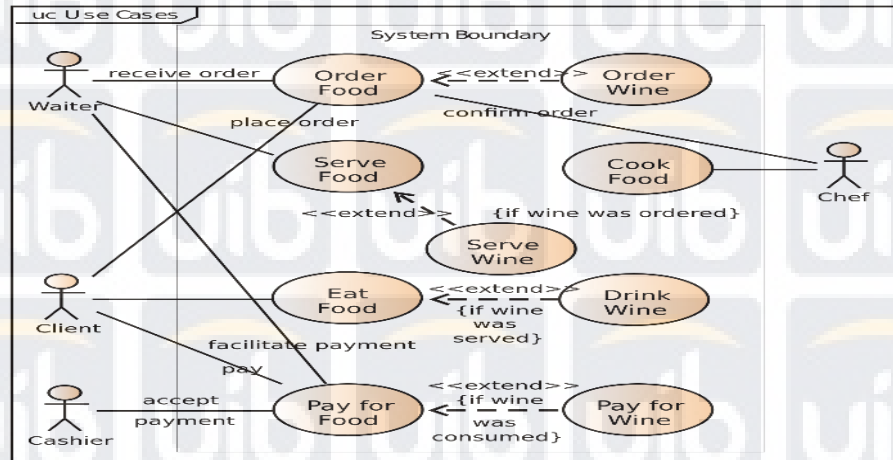 uc Use Cases
System Boundary
receive order
Order
Food
<<extend>>
Order
Wine
Waiter
place order
confirm order
Serve
Food
Cook
Food
Chef
<<extend>>
{if wine was ordered}
Serve
Wine
Eat
Food
<<extend>>
{if wine
was
served}
Drink
Wine
Client
facilitate payment
pay
accept
payment
Pay for
Food
<<extend>>
{if wine
was
consumed}
Pay for
Wine
Cashier
uib